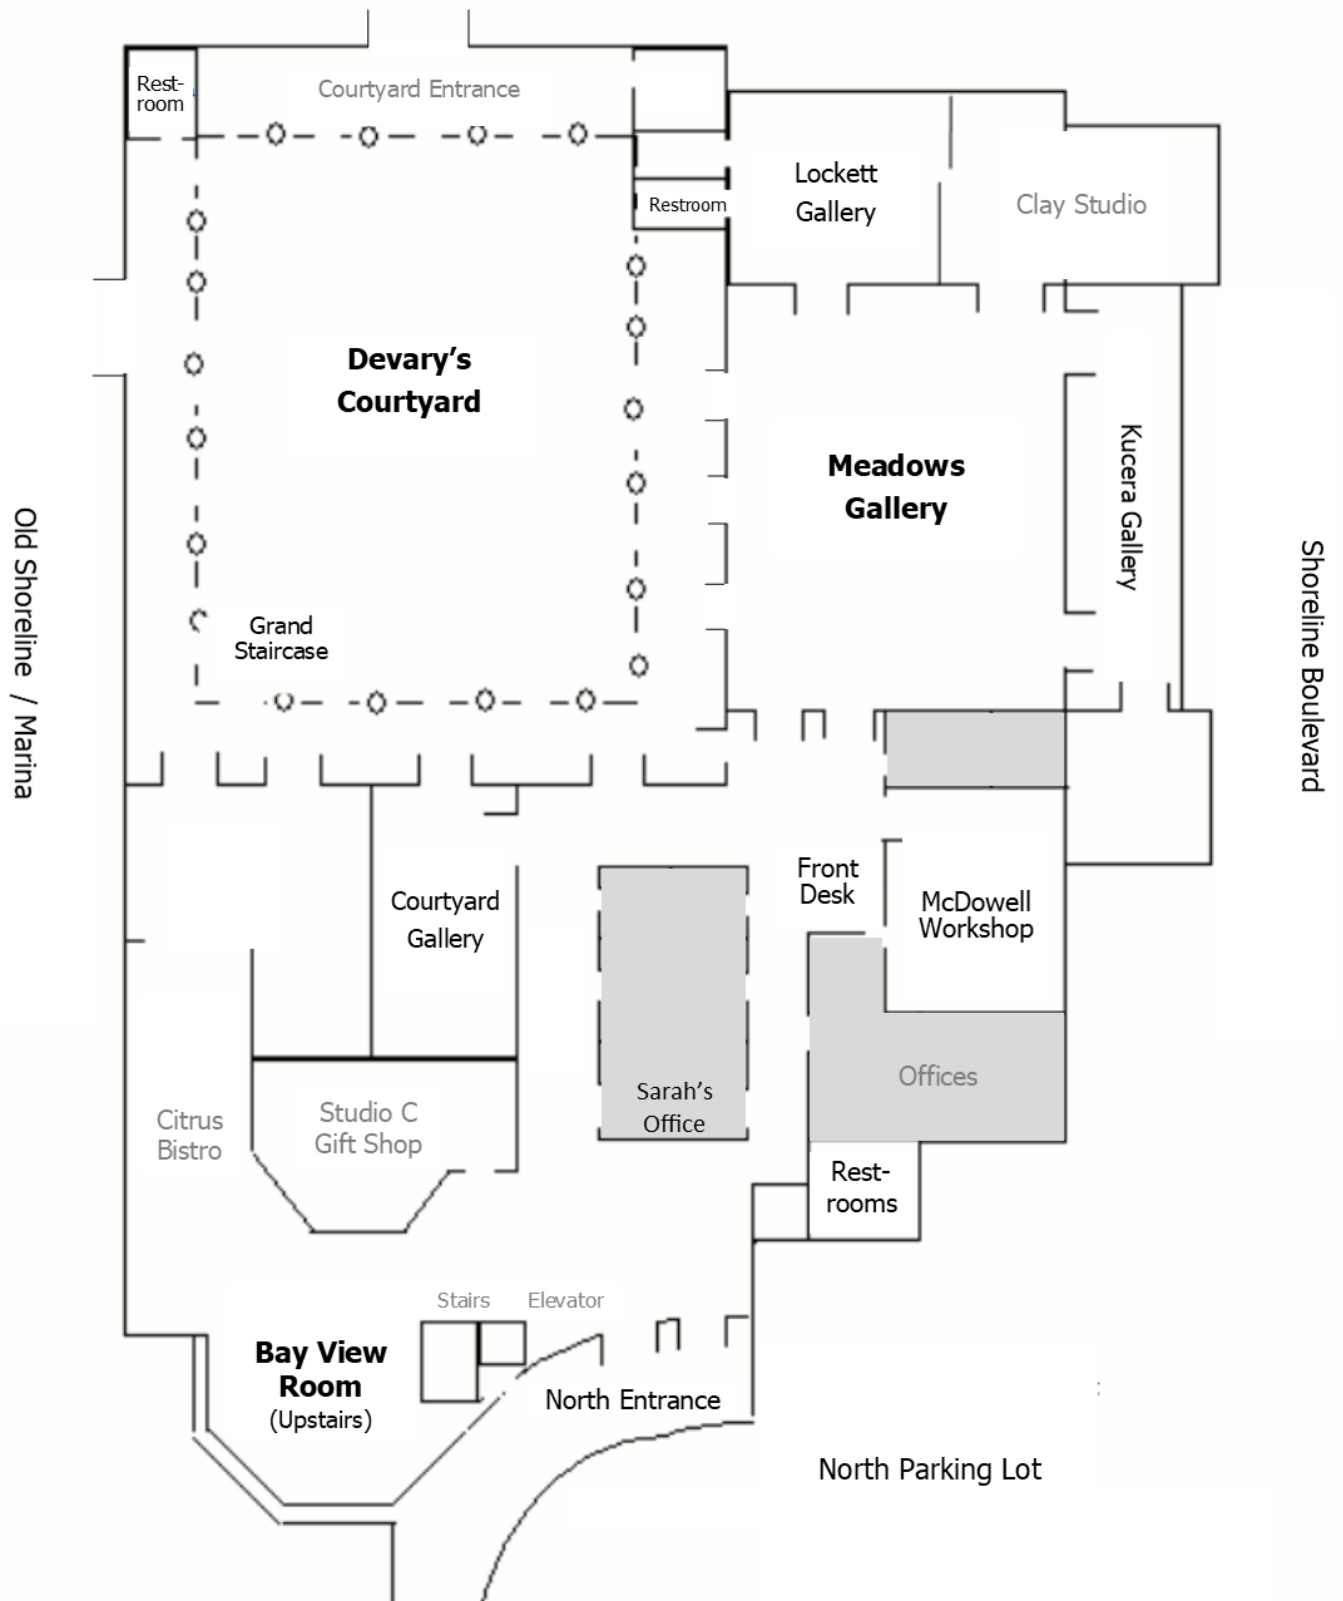 Rest-
room
Courtyard Entrance
Lockett
Gallery
Restroom
Clay Studio
Devary’s
Courtyard
Meadows
Gallery
Kucera Gallery
Old Shoreline / Marina
Shoreline Boulevard
Grand
Staircase
Front
Desk
McDowell
Workshop
Courtyard
Gallery
Offices
Sarah’s
Office
Citrus
Bistro
Studio C
Gift Shop
Rest-
rooms
Stairs
Elevator
Bay View
Room
(Upstairs)
North Entrance
North Parking Lot